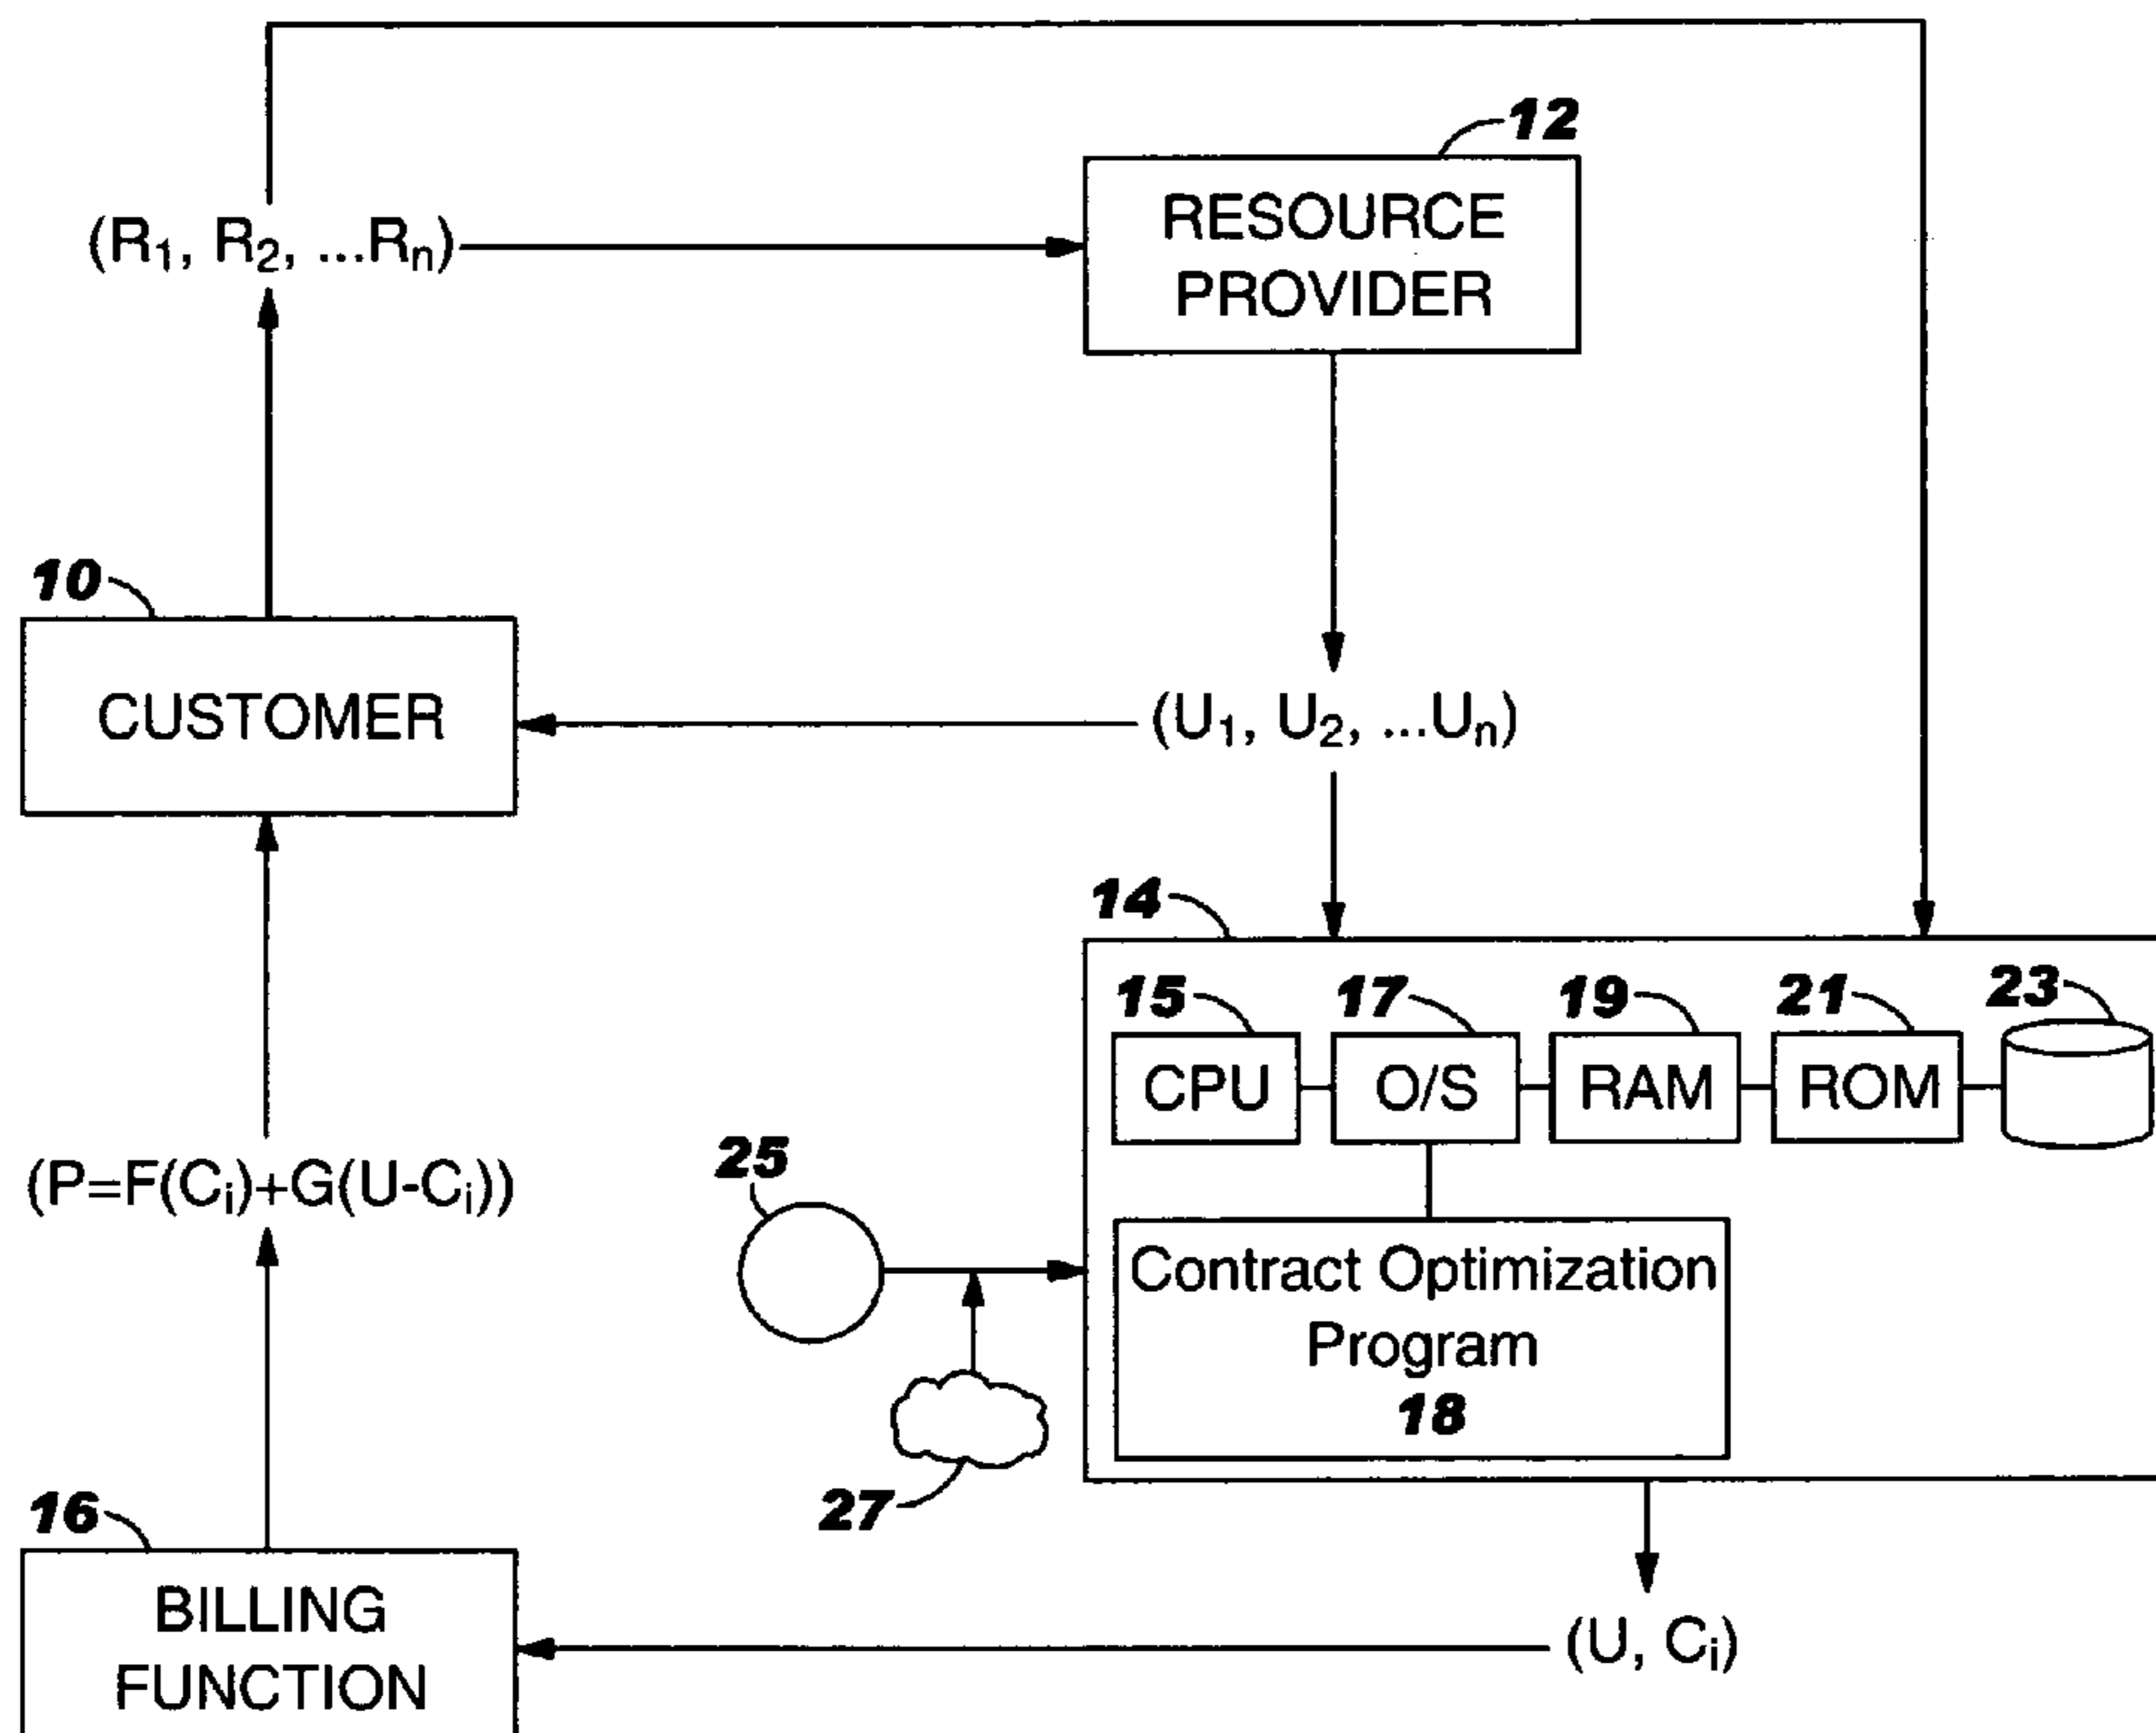 12
RESOURCE
PROVIDER
(R₁, R₂, ...Rₙ)
10
CUSTOMER
(U₁, U₂, ...Uₙ)
14
15
17
19
21
23
CPU
O/S
RAM
ROM
25
(P=F(Cᵢ)+G(U-Cᵢ))
Contract Optimization
Program
18
27
16
BILLING
FUNCTION
(U, Cᵢ)